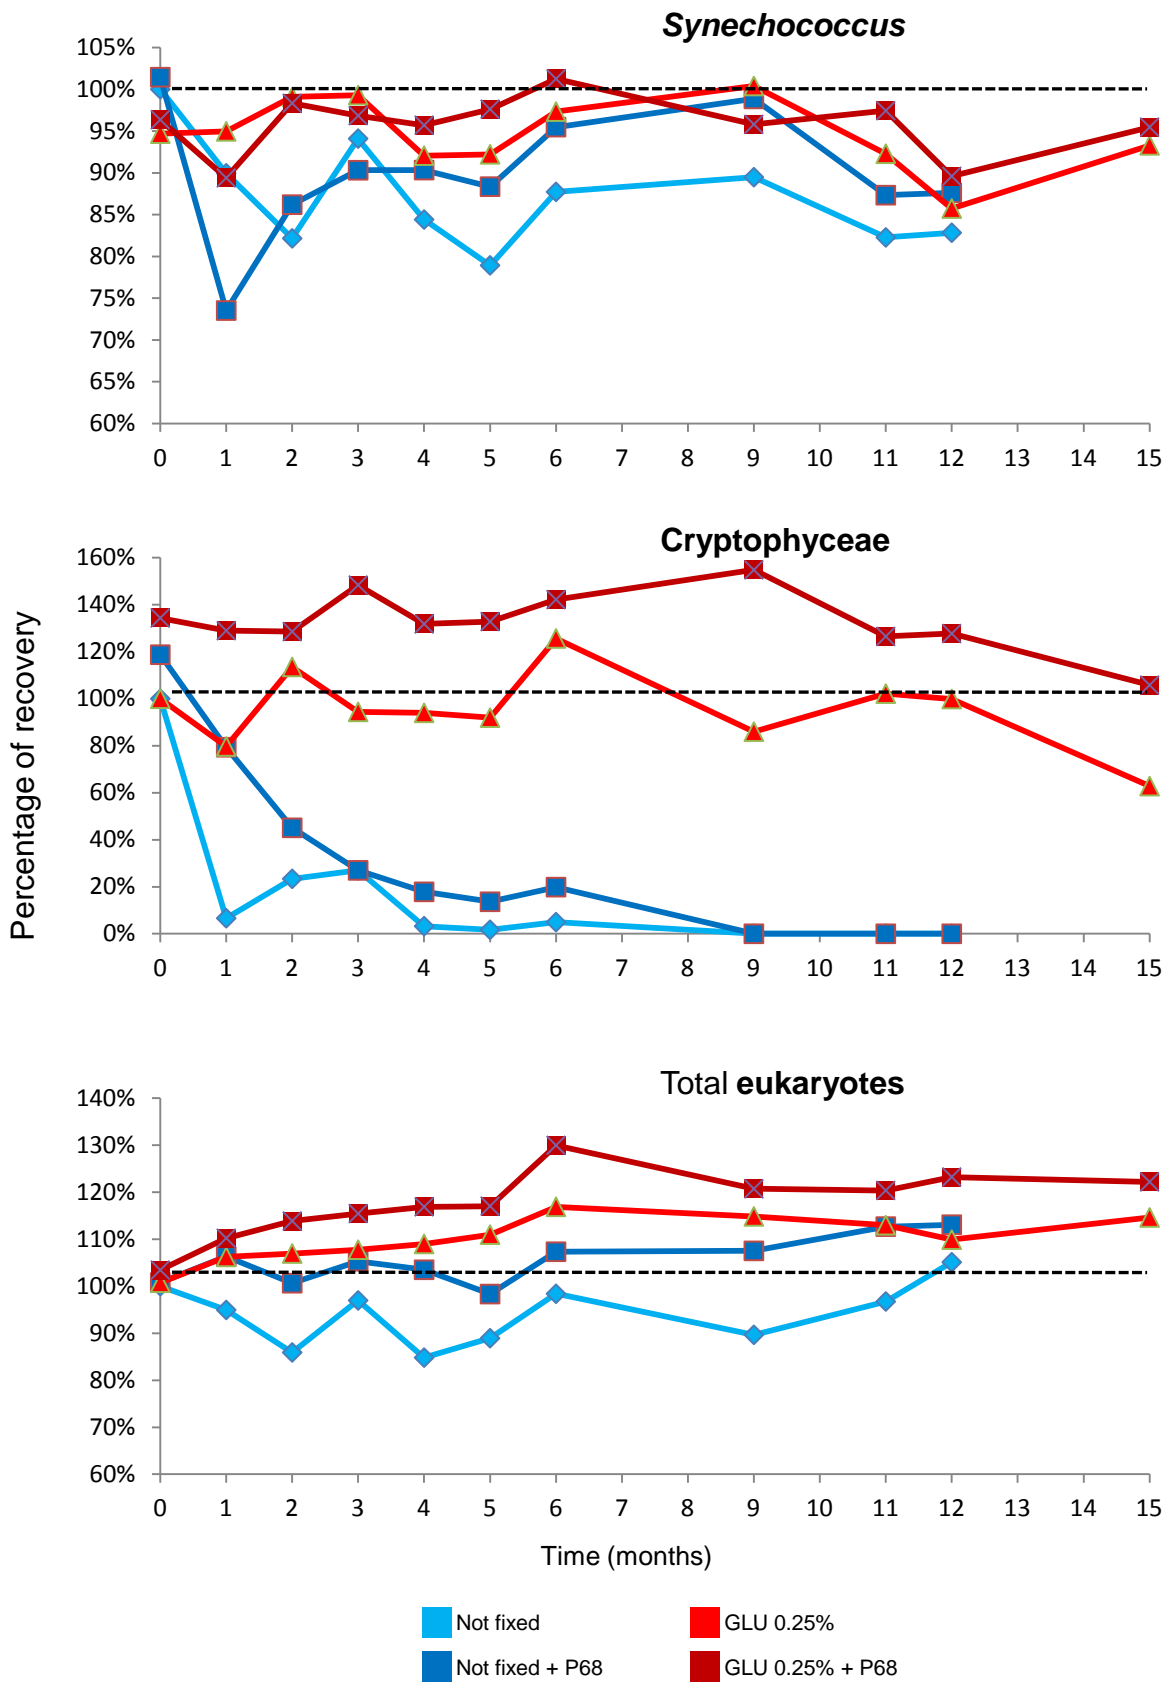 Synechococcus
105%
100%
95%
90%
85%
80%
75%
70%
65%
60%
0 1 2 3 4 5 6 7 8 9 10 11 12 13 14 15
Percentage of recovery
Cryptophyceae
160%
140%
120%
100%
80%
60%
40%
20%
0%
0 1 2 3 4 5 6 7 8 9 10 11 12 13 14 15
Total eukaryotes
140%
130%
120%
110%
100%
90%
80%
70%
60%
0 1 2 3 4 5 6 7 8 9 10 11 12 13 14 15
Time (months)
Not fixed
GLU 0.25%
Not fixed + P68
GLU 0.25% + P68